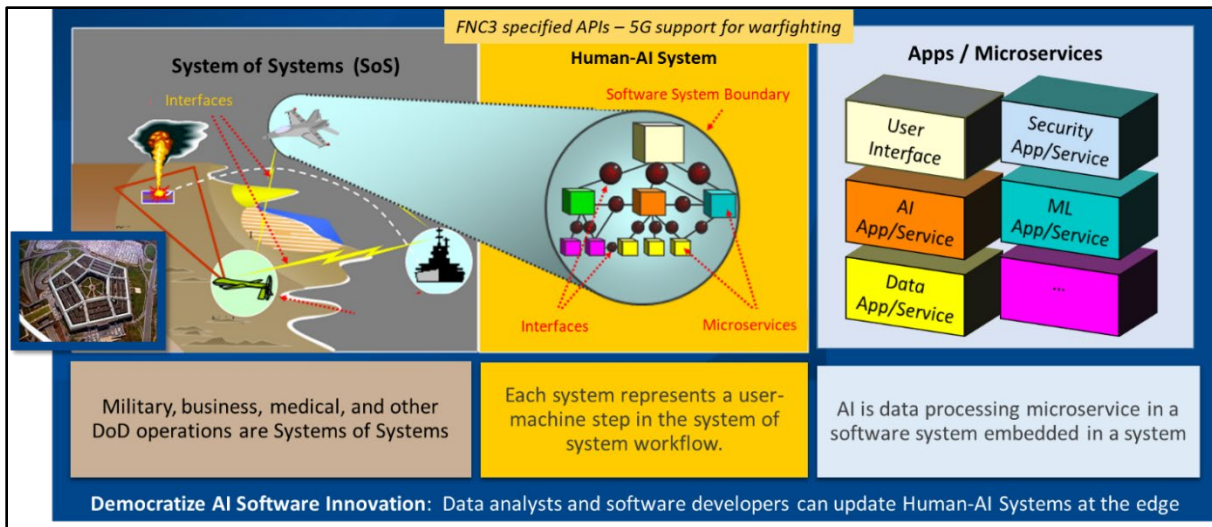 FNC3 specified APIs – 5G support for warfighting
System of Systems (SoS)
Interfaces
Human-AI System
Software System Boundary
Interfaces
Microservices
Apps / Microservices
User
Interface
Security
App/Service
AI
App/Service
ML
App/Service
Data
App/Service
...
Military, business, medical, and other
DoD operations are Systems of Systems
Each system represents a user-
machine step in the system of
system workflow.
AI is data processing microservice in a
software system embedded in a system
Democratize AI Software Innovation: Data analysts and software developers can update Human-AI Systems at the edge